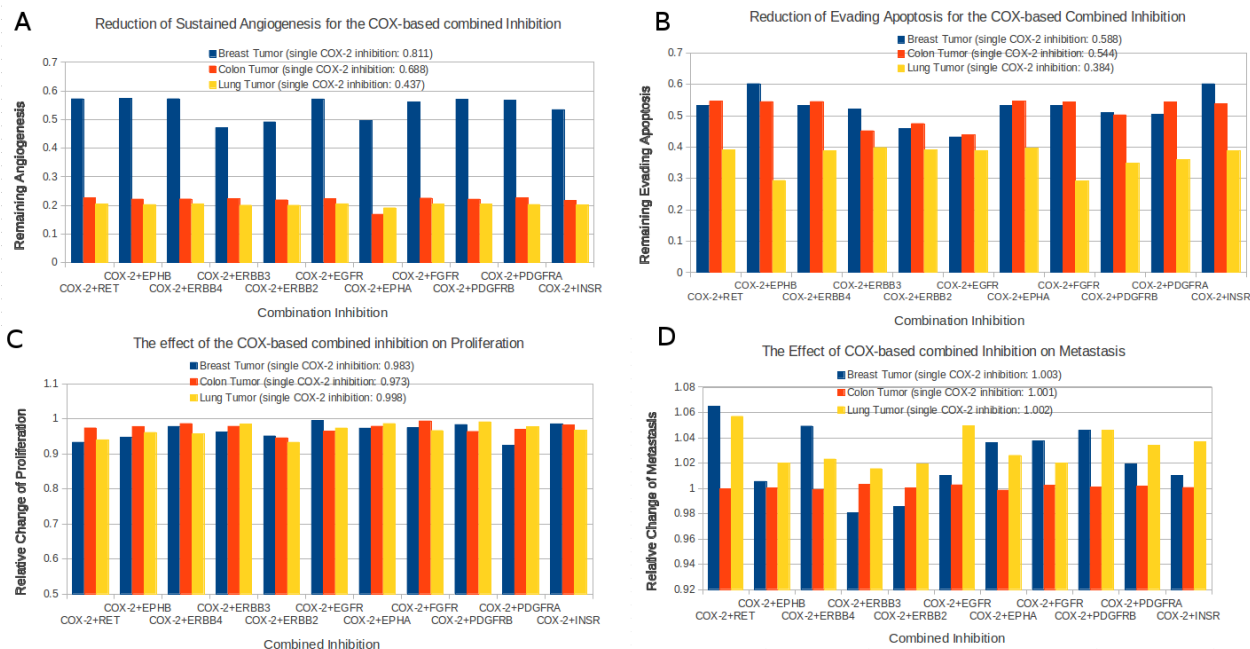 A
Reduction of Sustained Angiogenesis for the COX-based combined Inhibition
Breast Tumor (single COX-2 inhibition: 0.811)
Colon Tumor (single COX-2 inhibition: 0.688)
Lung Tumor (single COX-2 inhibition: 0.437)
Remaining Angiogenesis
0.7
0.6
0.5
0.4
0.3
0.2
0.1
0
COX-2+EPHB COX-2+ERBB3 COX-2+EGFR COX-2+FGFR COX-2+PDGFRA
COX-2+RET COX-2+ERBB4 COX-2+ERBB2 COX-2+EPHA COX-2+PDGFRB COX-2+INSR
Combination Inhibition
B
Reduction of Evading Apoptosis for the COX-based Combined Inhibition
Breast Tumor (single COX-2 inhibition: 0.588)
Colon Tumor (single COX-2 inhibition: 0.544)
Lung Tumor (single COX-2 inhibition: 0.384)
Remaining Evading Apoptosis
0.7
0.6
0.5
0.4
0.3
0.2
0.1
0
COX-2+EPHB COX-2+ERBB3 COX-2+EGFR COX-2+FGFR COX-2+PDGFRA
COX-2+RET COX-2+ERBB4 COX-2+ERBB2 COX-2+EPHA COX-2+PDGFRB COX-2+INSR
Combination Inhibition
C
The effect of the COX-based combined inhibition on Proliferation
Breast Tumor (single COX-2 inhibition: 0.983)
Colon Tumor (single COX-2 inhibition: 0.973)
Lung Tumor (single COX-2 inhibition: 0.998)
Relative Change of Proliferation
1.1
1
0.9
0.8
0.7
0.6
0.5
COX-2+EPHB COX-2+ERBB3 COX-2+EGFR COX-2+FGFR COX-2+PDGFRA
COX-2+RET COX-2+ERBB4 COX-2+ERBB2 COX-2+EPHA COX-2+PDGFRB COX-2+INSR
Combined Inhibition
D
The Effect of COX-based combined Inhibition on Metastasis
Breast Tumor (single COX-2 inhibition: 1.003)
Colon Tumor (single COX-2 inhibition: 1.001)
Lung Tumor (single COX-2 inhibition: 1.002)
Relative Change of Metastasis
1.08
1.06
1.04
1.02
1
0.98
0.96
0.94
0.92
COX-2+EPHB COX-2+ERBB3 COX-2+EGFR COX-2+FGFR COX-2+PDGFRA
COX-2+RET COX-2+ERBB4 COX-2+ERBB2 COX-2+EPHA COX-2+PDGFRB COX-2+INSR
Combined Inhibition